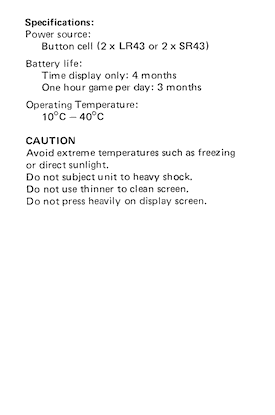 Specifications:
Power source:
Button cell (2 x LR43 or 2 x SR43)
Battery life:
Time display only: 4 months
One hour game per day: 3 months
Operating Temperature:
10°C – 40°C
CAUTION
Avoid extreme temperatures such as freezing
or direct sunlight.
Do not subject unit to heavy shock.
Do not use thinner to clean screen.
Do not press heavily on display screen.